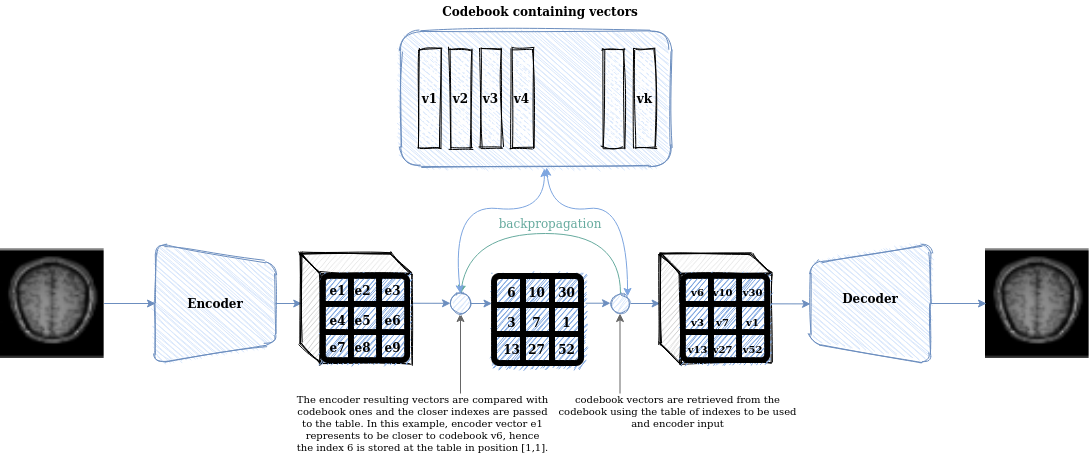 Codebook containing vectors
v1 v2 v3 v4 vk
backpropagation
Encoder
e1 e2 e3
e4 e5 e6
e7 e8 e9
6 10 30
3 7 1
13 27 52
v6 v10 v30
v3 v7 v1
v13 v27 v52
Decoder
The encoder resulting vectors are compared with
codebook ones and the closer indexes are passed
to the table. In this example, encoder vector e1
represents to be closer to codebook v6, hence
the index 6 is stored at the table in position [1,1].
codebook vectors are retrieved from the
codebook using the table of indexes to be used
and encoder input